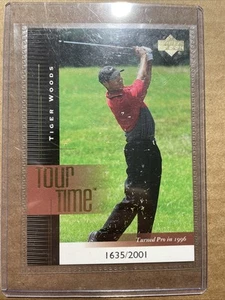 TIGER WOODS
TOUR
TIME
Turned Pro in 1996
1635/2001